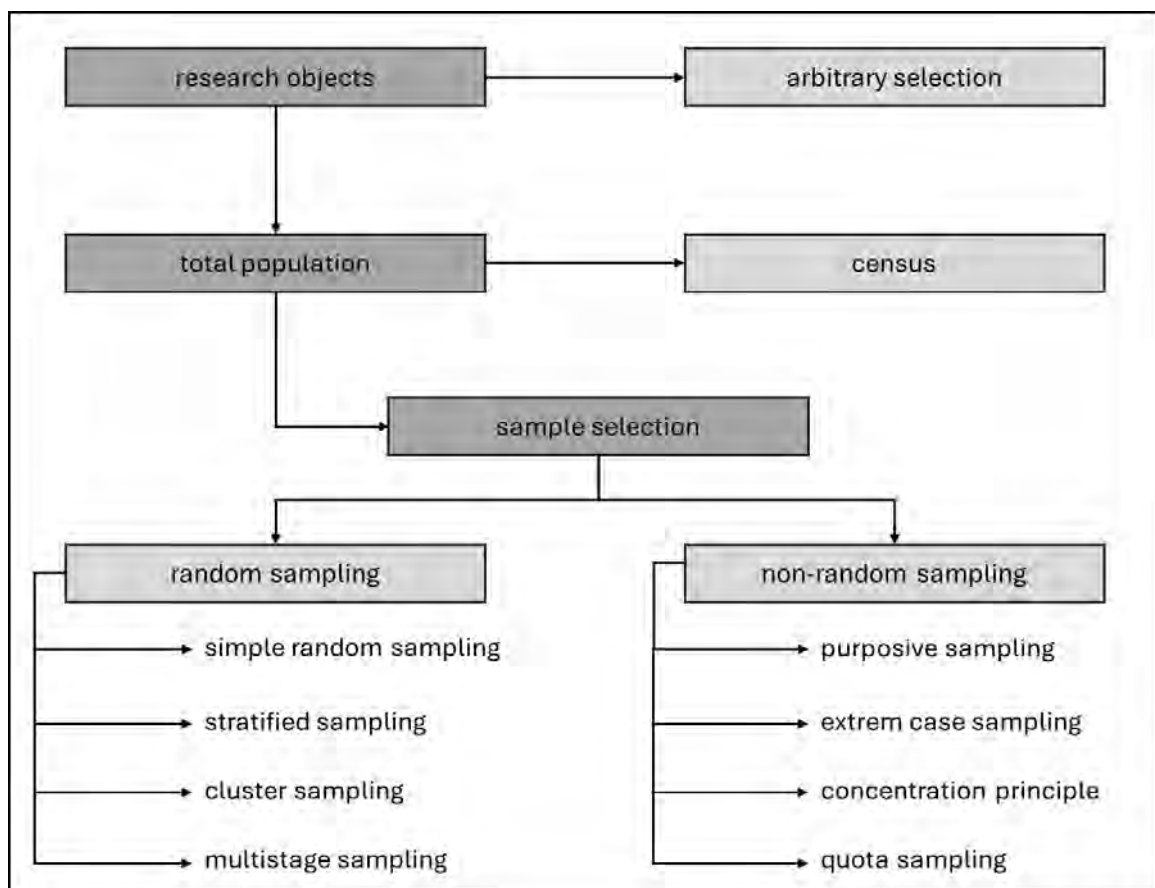 research objects
arbitrary selection
total population
census
sample selection
random sampling
non-random sampling
simple random sampling
purposive sampling
stratified sampling
extrem case sampling
cluster sampling
concentration principle
multistage sampling
quota sampling